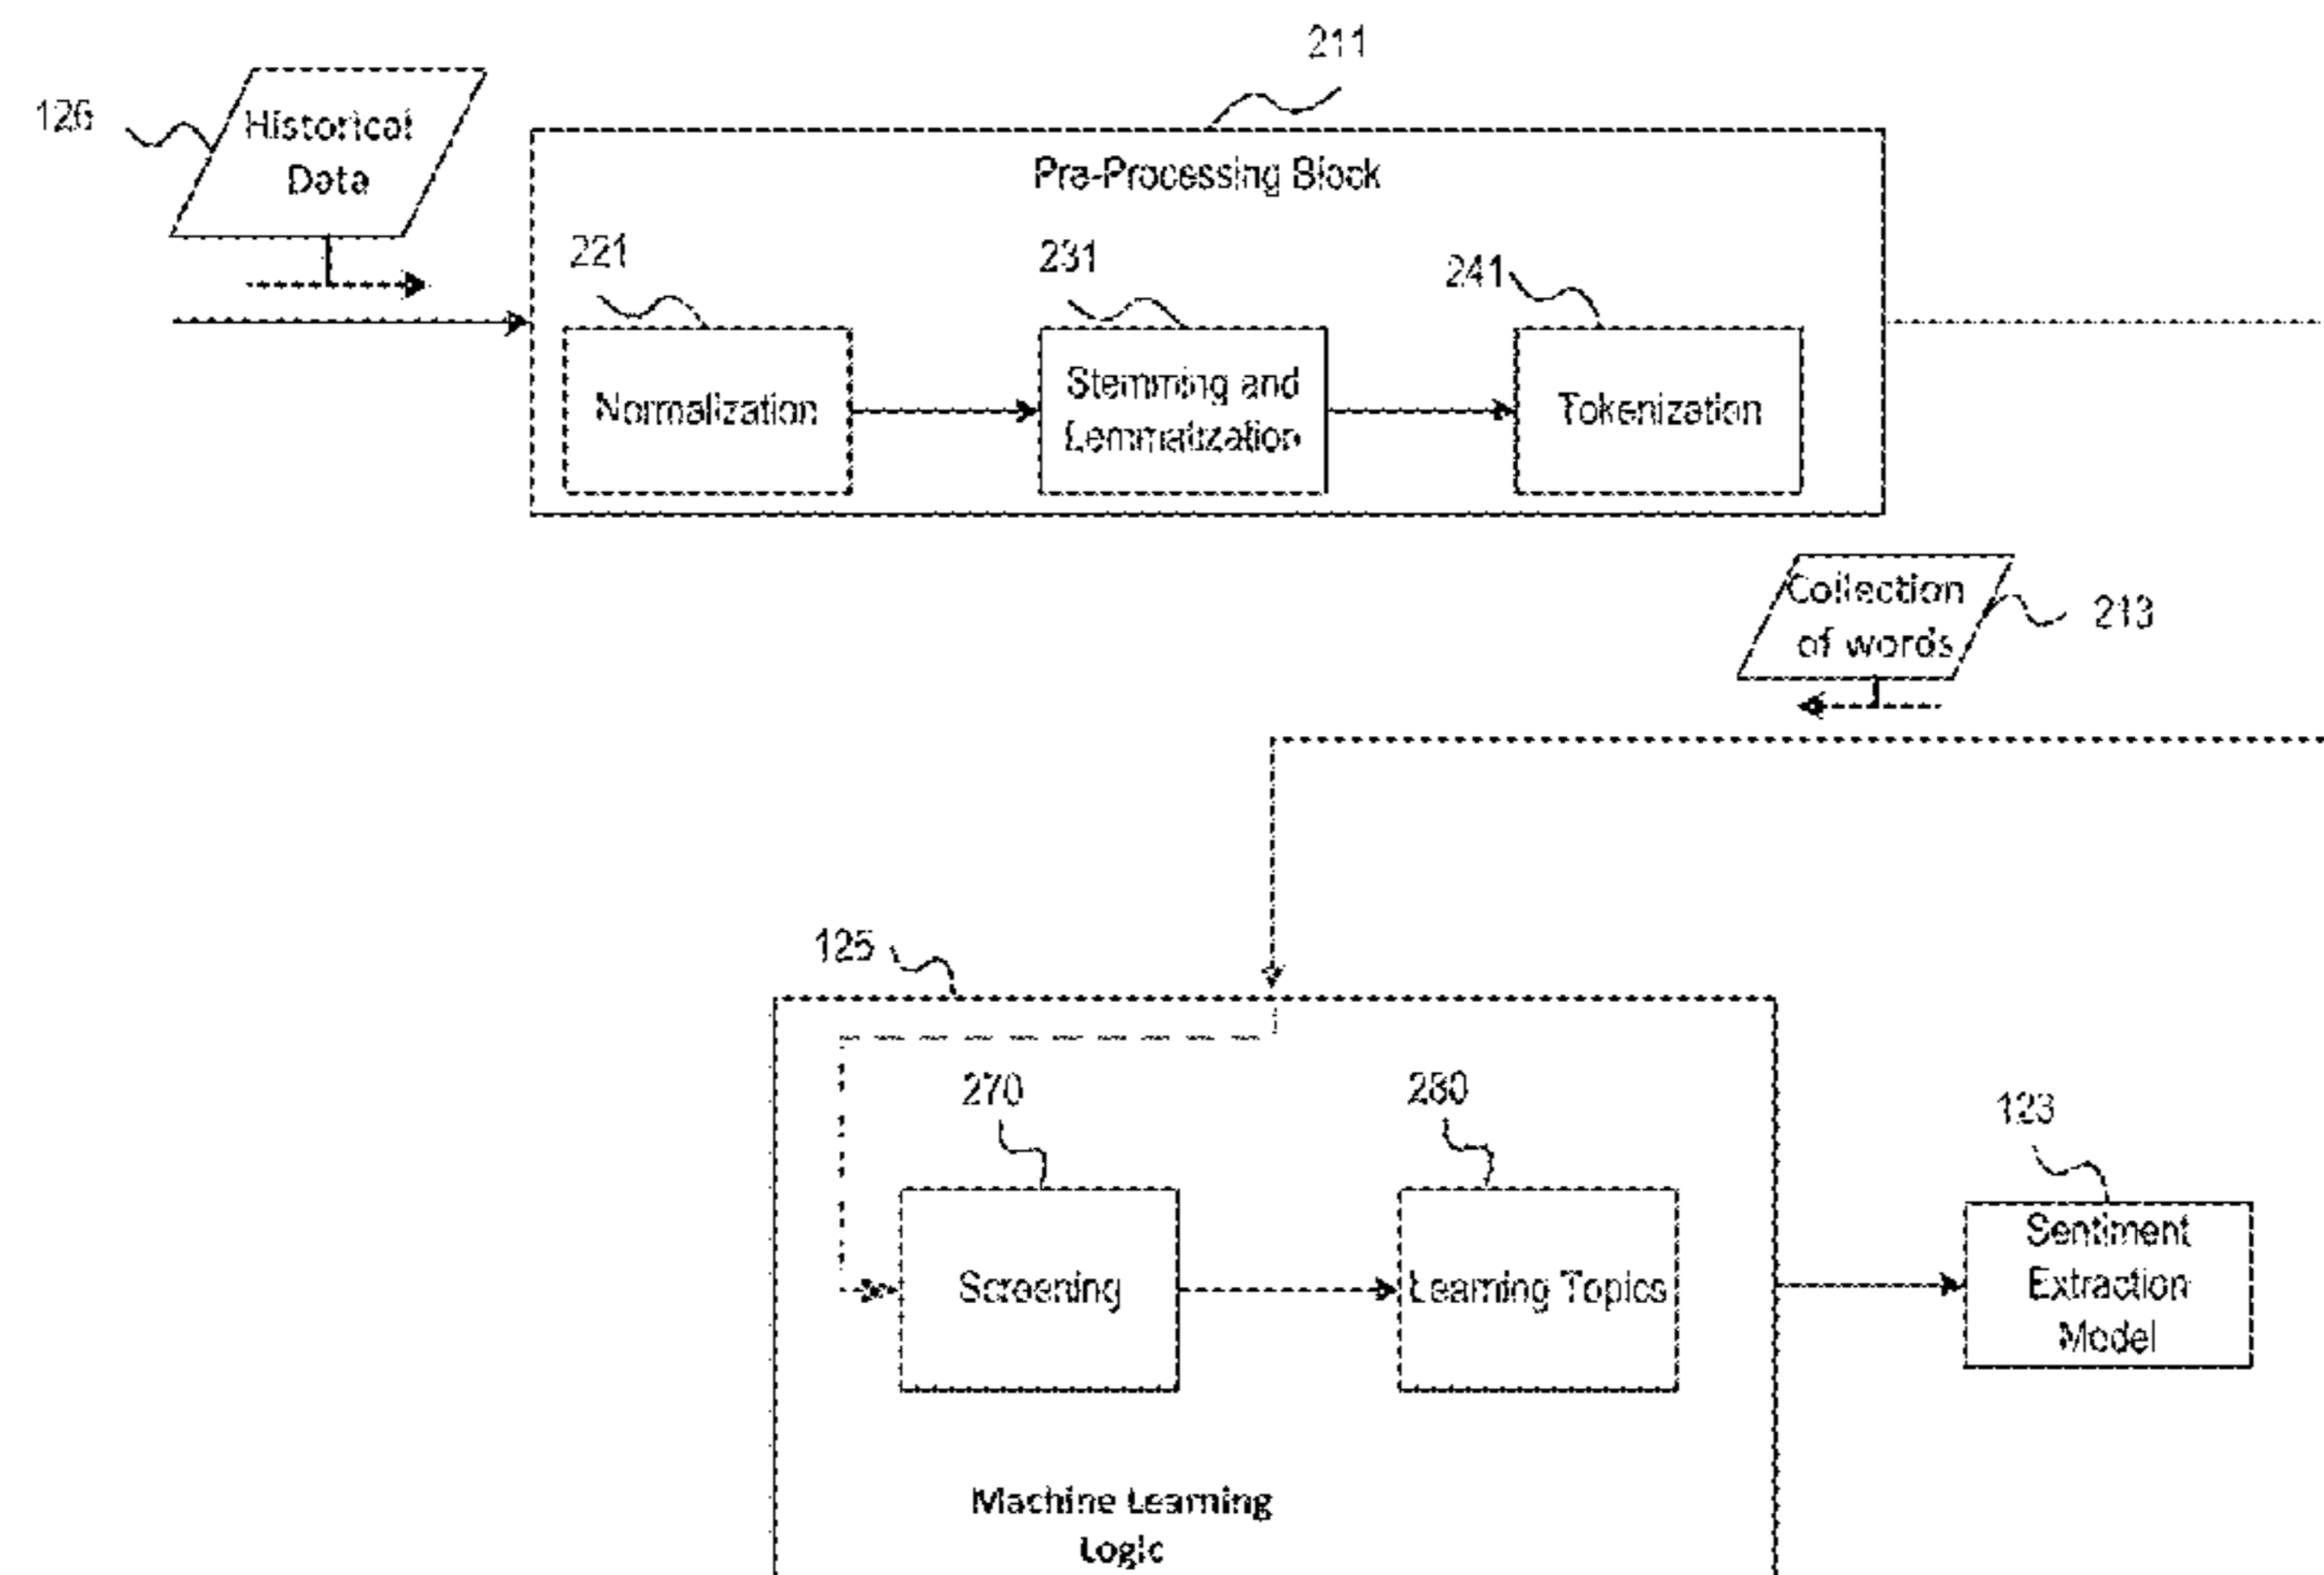 211
126
Historical
Data
Pre-Processing Block
221
231
241
Normalization
Stemming and
Lemmatization
Tokenization
Collection
of words
213
125
270
280
123
Screening
Learning Topics
Sentiment
Extraction
Model
Machine Learning
Logic